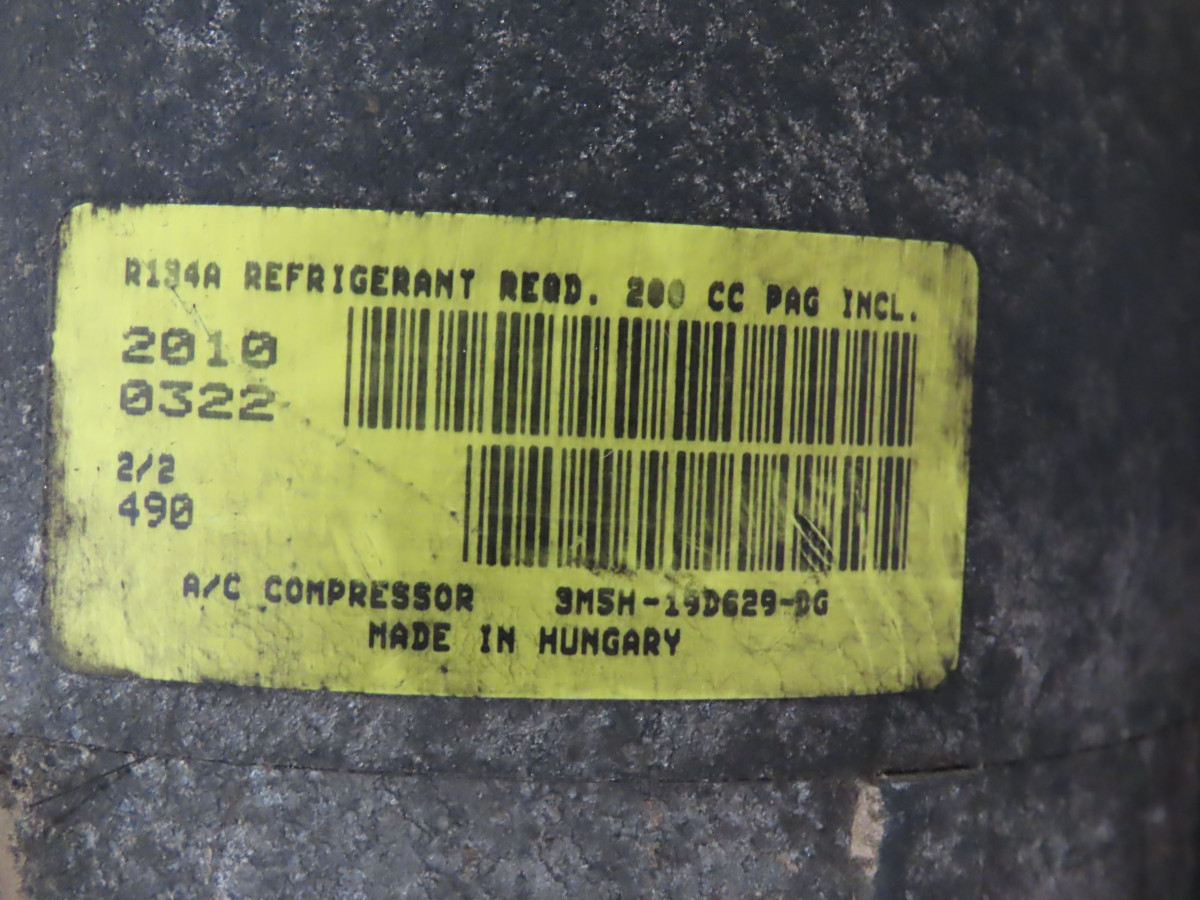 R134A REFRIGERANT REQD. 200 CC PAG INCL.
2010
0322
2/2
490
A/C COMPRESSOR 3M5H-19D629-DG
MADE IN HUNGARY